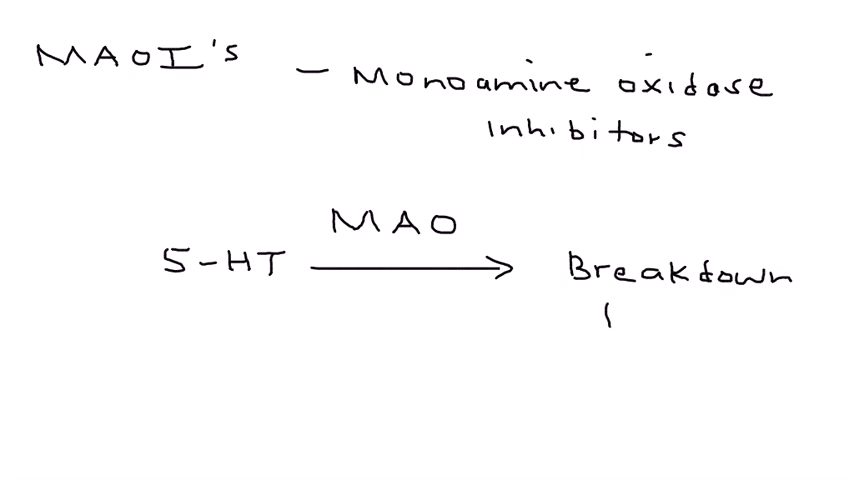 MAOI's - Monoamine oxidase
inhibitors
MAO
5-HT → Breakdown